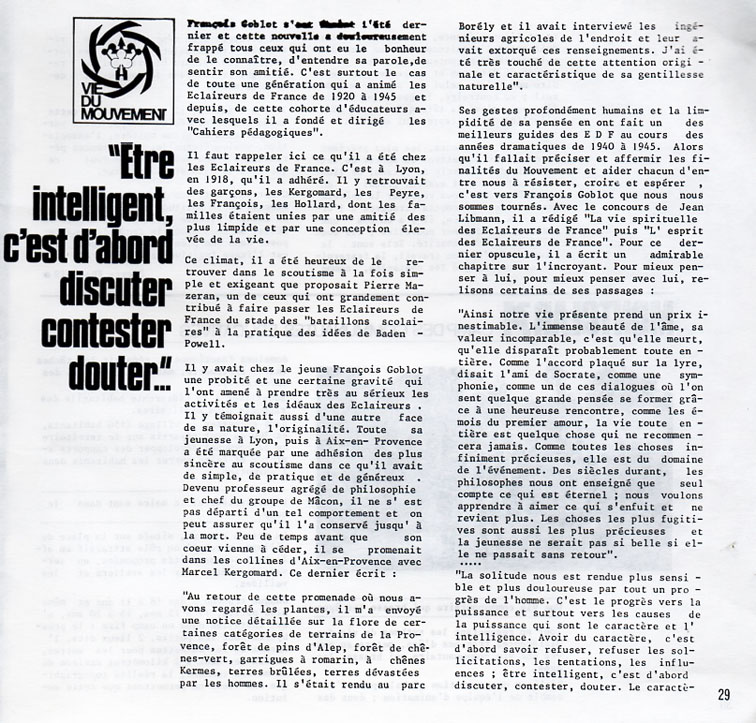 VIE
DU
MOUVEMENT
"Etre
intelligent,
c'est d'abord
discuter
contester
douter..."
François Goblot s'est l'été der-
nier et cette nouvelle a douloureusement
frappé tous ceux qui ont eu le bonheur
de le connaître, d'entendre sa parole,de
sentir son amitié. C'est surtout le cas
de toute une génération qui a animé les
Eclaireurs de France de 1920 à 1945 et
depuis, de cette cohorte d'éducateurs a-
vec lesquels il a fondé et dirigé les
"Cahiers pédagogiques".
Il faut rappeler ici ce qu'il a été chez
les Eclaireurs de France. C'est à Lyon,
en 1918, qu'il a adhéré. Il y retrouvait
des garçons, les Kergomard, les Peyre,
les François, les Hollard, dont les fa-
milles étaient unies par une amitié des
plus limpide et par une conception éle-
vée de la vie.
Ce climat, il a été heureux de le re-
trouver dans le scoutisme à la fois sim-
ple et exigeant que proposait Pierre Ma-
zeran, un de ceux qui ont grandement con-
tribué à faire passer les Eclaireurs de
France du stade des "bataillons scolai-
res" à la pratique des idées de Baden
Powell.
Il y avait chez le jeune François Goblot
une probité et une certaine gravité qui
l'ont amené à prendre très au sérieux les
activités et les idéaux des Eclaireurs .
Il y témoignait aussi d'une autre face
de sa nature, l'originalité. Toute sa
jeunesse à Lyon, puis à Aix-en- Provence
a été marquée par une adhésion des plus
sincère au scoutisme dans ce qu'il avait
de simple, de pratique et de généreux .
Devenu professeur agrégé de philosophie
et chef du groupe de Mâcon, il ne s' est
pas départi d'un tel comportement et on
peut assurer qu'il l'a conservé jusqu' à
la mort. Peu de temps avant que son
coeur vienne à céder, il se promenait
dans les collines d'Aix-en-Provence avec
Marcel Kergomard. Ce dernier écrit :
"Au retour de cette promenade où nous a-
vons regardé les plantes, il m'a envoyé
une notice détaillée sur la flore de cer-
taines catégories de terrains de la Pro-
vence, forêt de pins d'Alep, forêt de chê-
nes-vert, garrigues à romarin, à chênes
Kermes, terres brûlées, terres dévastées
par les hommes. Il s'était rendu au parc
Borély et il avait interviewé les ingé-
nieurs agricoles de l'endroit et leur a-
vait extorqué ces renseignements. J'ai é-
té très touché de cette attention origi -
nale et caractéristique de sa gentillesse
naturelle".
Ses gestes profondément humains et la lim-
pidité de sa pensée en ont fait un des
meilleurs guides des E D F au cours des
années dramatiques de 1940 à 1945. Alors
qu'il fallait préciser et affermir les fi-
nalités du Mouvement et aider chacun d'en-
tre nous à résister, croire et espérer ,
c'est vers François Goblot que nous nous
sommes tournés. Avec le concours de Jean
Libmann, il a rédigé "La vie spirituelle
des Eclaireurs de France" puis "L' esprit
des Eclaireurs de France". Pour ce der-
nier opuscule, il a écrit un admirable
chapitre sur l'incroyant. Pour mieux pen-
ser à lui, pour mieux penser avec lui, re-
lisons certains de ses passages :
"Ainsi notre vie présente prend un prix i-
nestimable. L'immense beauté de l'âme, sa
valeur incomparable, c'est qu'elle meurt,
qu'elle disparaît probablement toute en -
tière. Comme l'accord plaqué sur la lyre,
disait l'ami de Socrate, comme une sym-
phonie, comme un de ces dialogues où l'on
sent quelque grande pensée se former grâ-
ce à une heureuse rencontre, comme les é-
mois du premier amour, la vie toute en -
tière est quelque chose qui ne recommen -
cera jamais. Comme toutes les choses in-
finiment précieuses, elle est du domaine
de l'événement. Des siècles durant, les
philosophes nous ont enseigné que seul
compte ce qui est éternel ; nous voulons
apprendre à aimer ce qui s'enfuit et ne
revient plus. Les choses les plus fugiti-
ves sont aussi les plus précieuses et
la jeunesse ne serait pas si belle si el-
le ne passait sans retour".
.....
"La solitude nous est rendue plus sensi -
ble et plus douloureuse par tout un pro -
grès de l'homme. C'est le progrès vers la
puissance et surtout vers les causes de
la puissance qui sont le caractère et l'
intelligence. Avoir du caractère, c'est
d'abord savoir refuser, refuser les sol-
licitations, les tentations, les influ-
ences ; être intelligent, c'est d'abord
discuter, contester, douter. Le caractè-
29